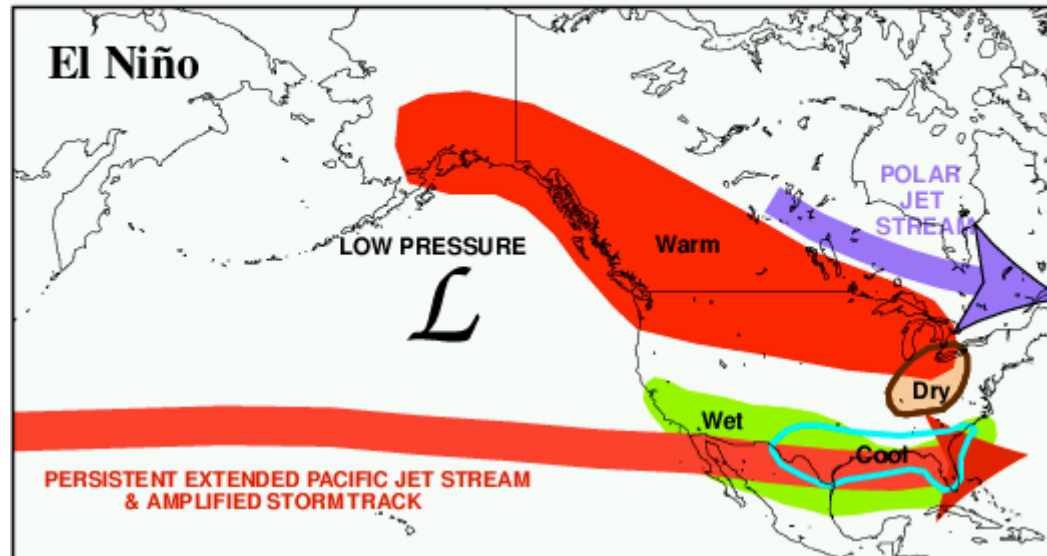 El Niño
POLAR
JET
STREAM
LOW PRESSURE
L
Warm
Dry
Wet
Cool
PERSISTENT EXTENDED PACIFIC JET STREAM
& AMPLIFIED STORM TRACK